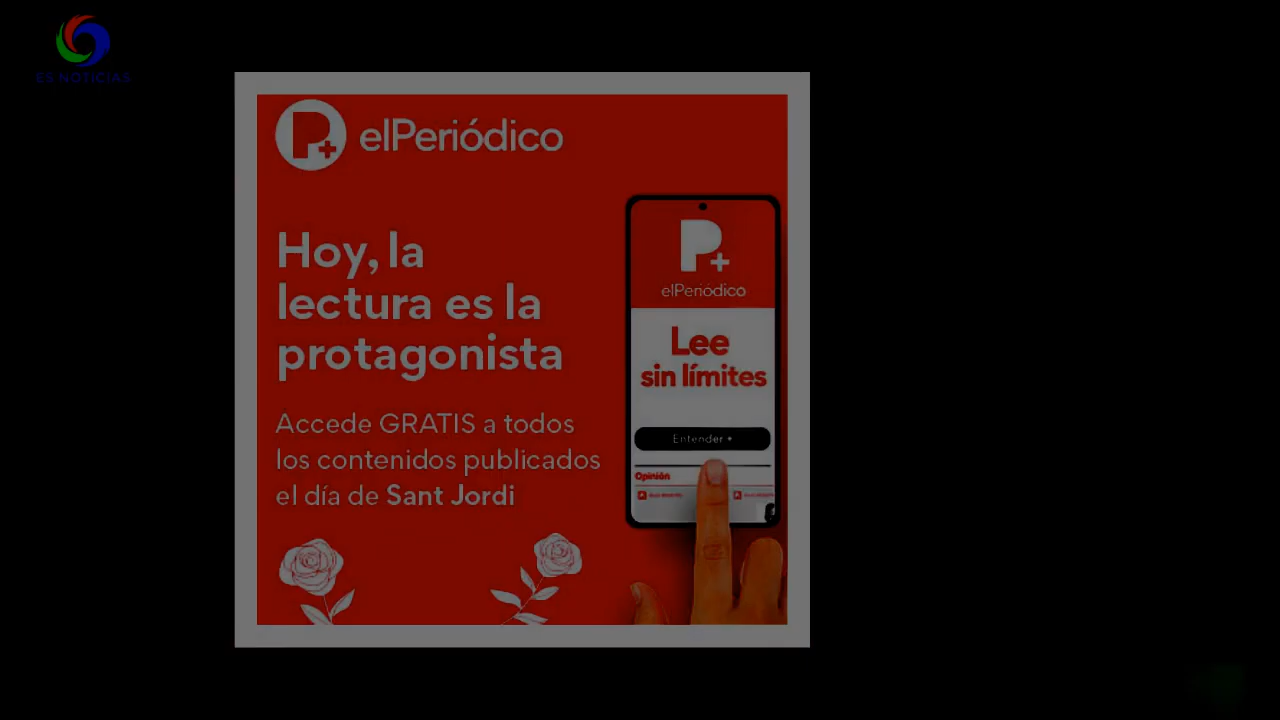 ES NOTICIAS
P+ elPeriódico
Hoy, la
lectura es la
protagonista
Accede GRATIS a todos
los contenidos publicados
el día de Sant Jordi
P+
elPeriódico
Lee
sin límites
Entender +
Opinión